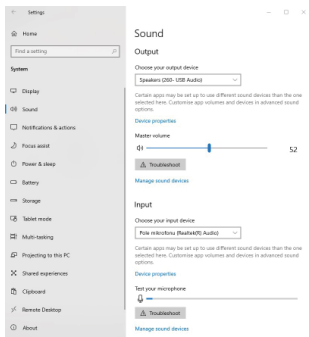 Settings
Home
Find a setting
System
Display
Sound
Notifications & actions
Focus assist
Power & sleep
Battery
Storage
Tablet mode
Multi-tasking
Projecting to this PC
Shared experiences
Clipboard
Remote Desktop
About
Sound
Output
Choose your output device
Speakers (260- USB Audio)
Certain apps may be set up to use different sound devices than the one
selected here. Customise app volumes and devices in advanced sound
options.
Device properties
Master volume
52
Troubleshoot
Manage sound devices
Input
Choose your input device
Pole mikrofonu (Realtek(R) Audio)
Certain apps may be set up to use different sound devices than the one
selected here. Customise app volumes and devices in advanced sound
options.
Device properties
Test your microphone
Troubleshoot
Manage sound devices